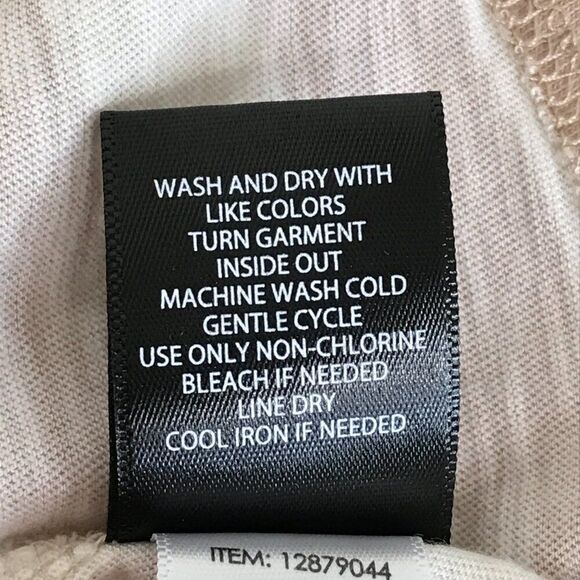 WASH AND DRY WITH
LIKE COLORS
TURN GARMENT
INSIDE OUT
MACHINE WASH COLD
GENTLE CYCLE
USE ONLY NON-CHLORINE
BLEACH IF NEEDED
LINE DRY
COOL IRON IF NEEDED
ITEM: 12879044